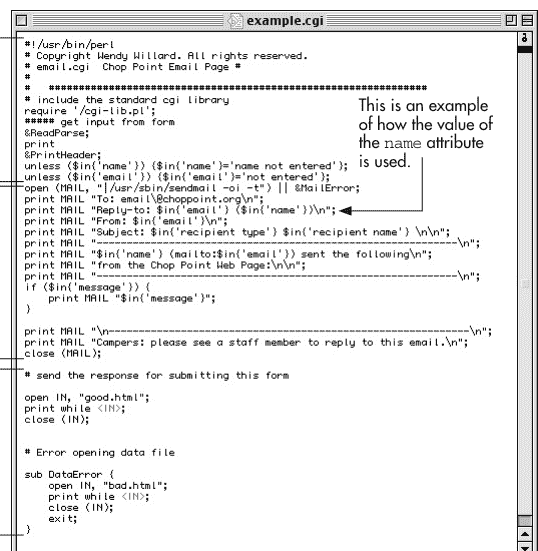 example.cgi
#!/usr/bin/perl
# Copyright Wendy Willard. All rights reserved.
# email.cgi  Chop Point Email Page #
#
#   ##########################################################
# include the standard cgi library
require '/cgi-lib.pl';
##### get input from form
&ReadParse;
print
&PrintHeader;
unless ($in{'name'}) {$in{'name'}='name not entered'};
unless ($in{'email'}) {$in{'email'}='not entered'};
open (MAIL, "|/usr/sbin/sendmail -oi -t") || &MailError;
print MAIL "To: email\@choppoint.org\n";
print MAIL "Reply-to: $in{'email'} ($in{'name'})\n";
print MAIL "From: $in{'email'}\n";
print MAIL "Subject: $in{'recipient type'} $in{'recipient name'} \n\n";
print MAIL "----------------------------------------------------\n";
print MAIL "$in{'name'} (mailto:$in{'email'}) sent the following\n";
print MAIL "from the Chop Point Web Page:\n\n";
print MAIL "----------------------------------------------------\n";
if ($in{'message'}) {
    print MAIL "$in{'message'}";
}
print MAIL "\n----------------------------------------------------\n";
print MAIL "Campers: please see a staff member to reply to this email.\n";
close (MAIL);
# send the response for submitting this form
open IN, "good.html";
print while <IN>;
close (IN);
# Error opening data file
sub DataError {
    open IN, "bad.html";
    print while <IN>;
    close (IN);
    exit;
}
This is an example
of how the value of
the name attribute
is used.